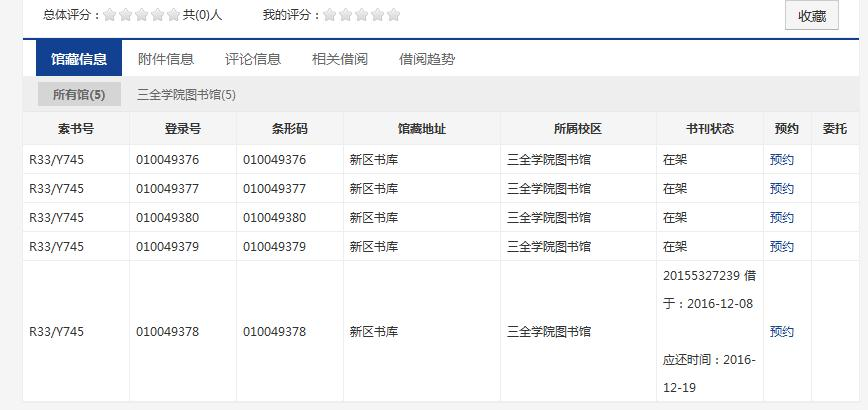 总体评分：共(0)人 我的评分：
收藏
馆藏信息 附件信息 评论信息 相关借阅 借阅趋势
所有馆(5) 三全学院图书馆(5)
索书号 登录号 条形码 馆藏地址 所属校区 书刊状态 预约 委托
R33/Y745 010049376 010049376 新区书库 三全学院图书馆 在架 预约
R33/Y745 010049377 010049377 新区书库 三全学院图书馆 在架 预约
R33/Y745 010049380 010049380 新区书库 三全学院图书馆 在架 预约
R33/Y745 010049379 010049379 新区书库 三全学院图书馆 在架 预约
20155327239 借
于：2016-12-08
R33/Y745 010049378 010049378 新区书库 三全学院图书馆 预约
应还时间：2016-
12-19